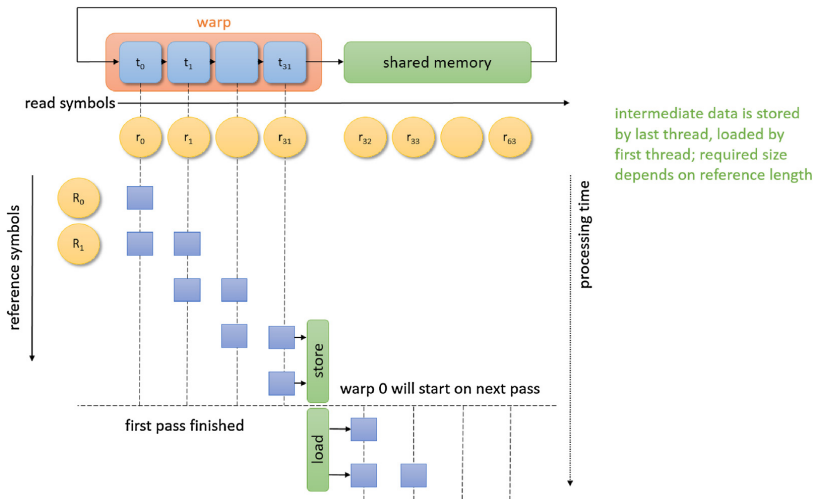 warp
t0
t1
t31
shared memory
read symbols
r0
r1
r31
r32
r33
r63
intermediate data is stored
by last thread, loaded by
first thread; required size
depends on reference length
R0
R1
reference symbols
processing time
store
warp 0 will start on next pass
first pass finished
load